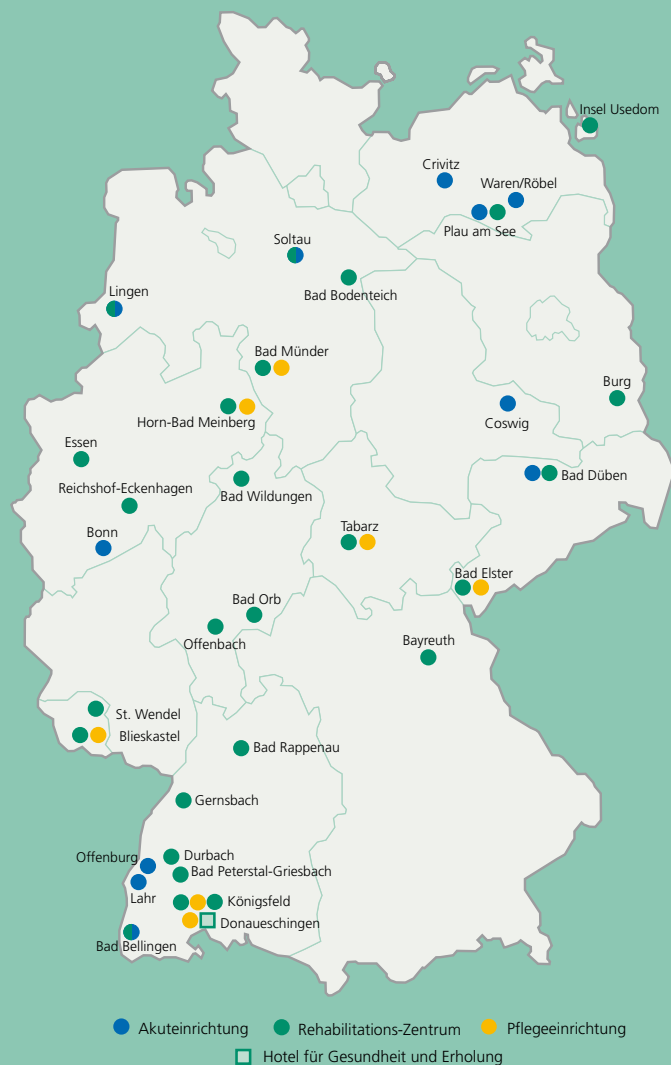 Insel Usedom
Crivitz
Waren/Röbel
Plau am See
Soltau
Bad Bodenteich
Lingen
Bad Münder
Burg
Horn-Bad Meinberg
Coswig
Essen
Bad Düben
Reichshof-Eckenhagen
Bad Wildungen
Bonn
Tabarz
Bad Elster
Bad Orb
Offenbach
Bayreuth
St. Wendel
Blieskastel
Bad Rappenau
Gernsbach
Offenburg
Durbach
Bad Peterstal-Griesbach
Lahr
Königsfeld
Donaueschingen
Bad Bellingen
Akuteinrichtung Rehabilitations-Zentrum Pflegeeinrichtung
Hotel für Gesundheit und Erholung